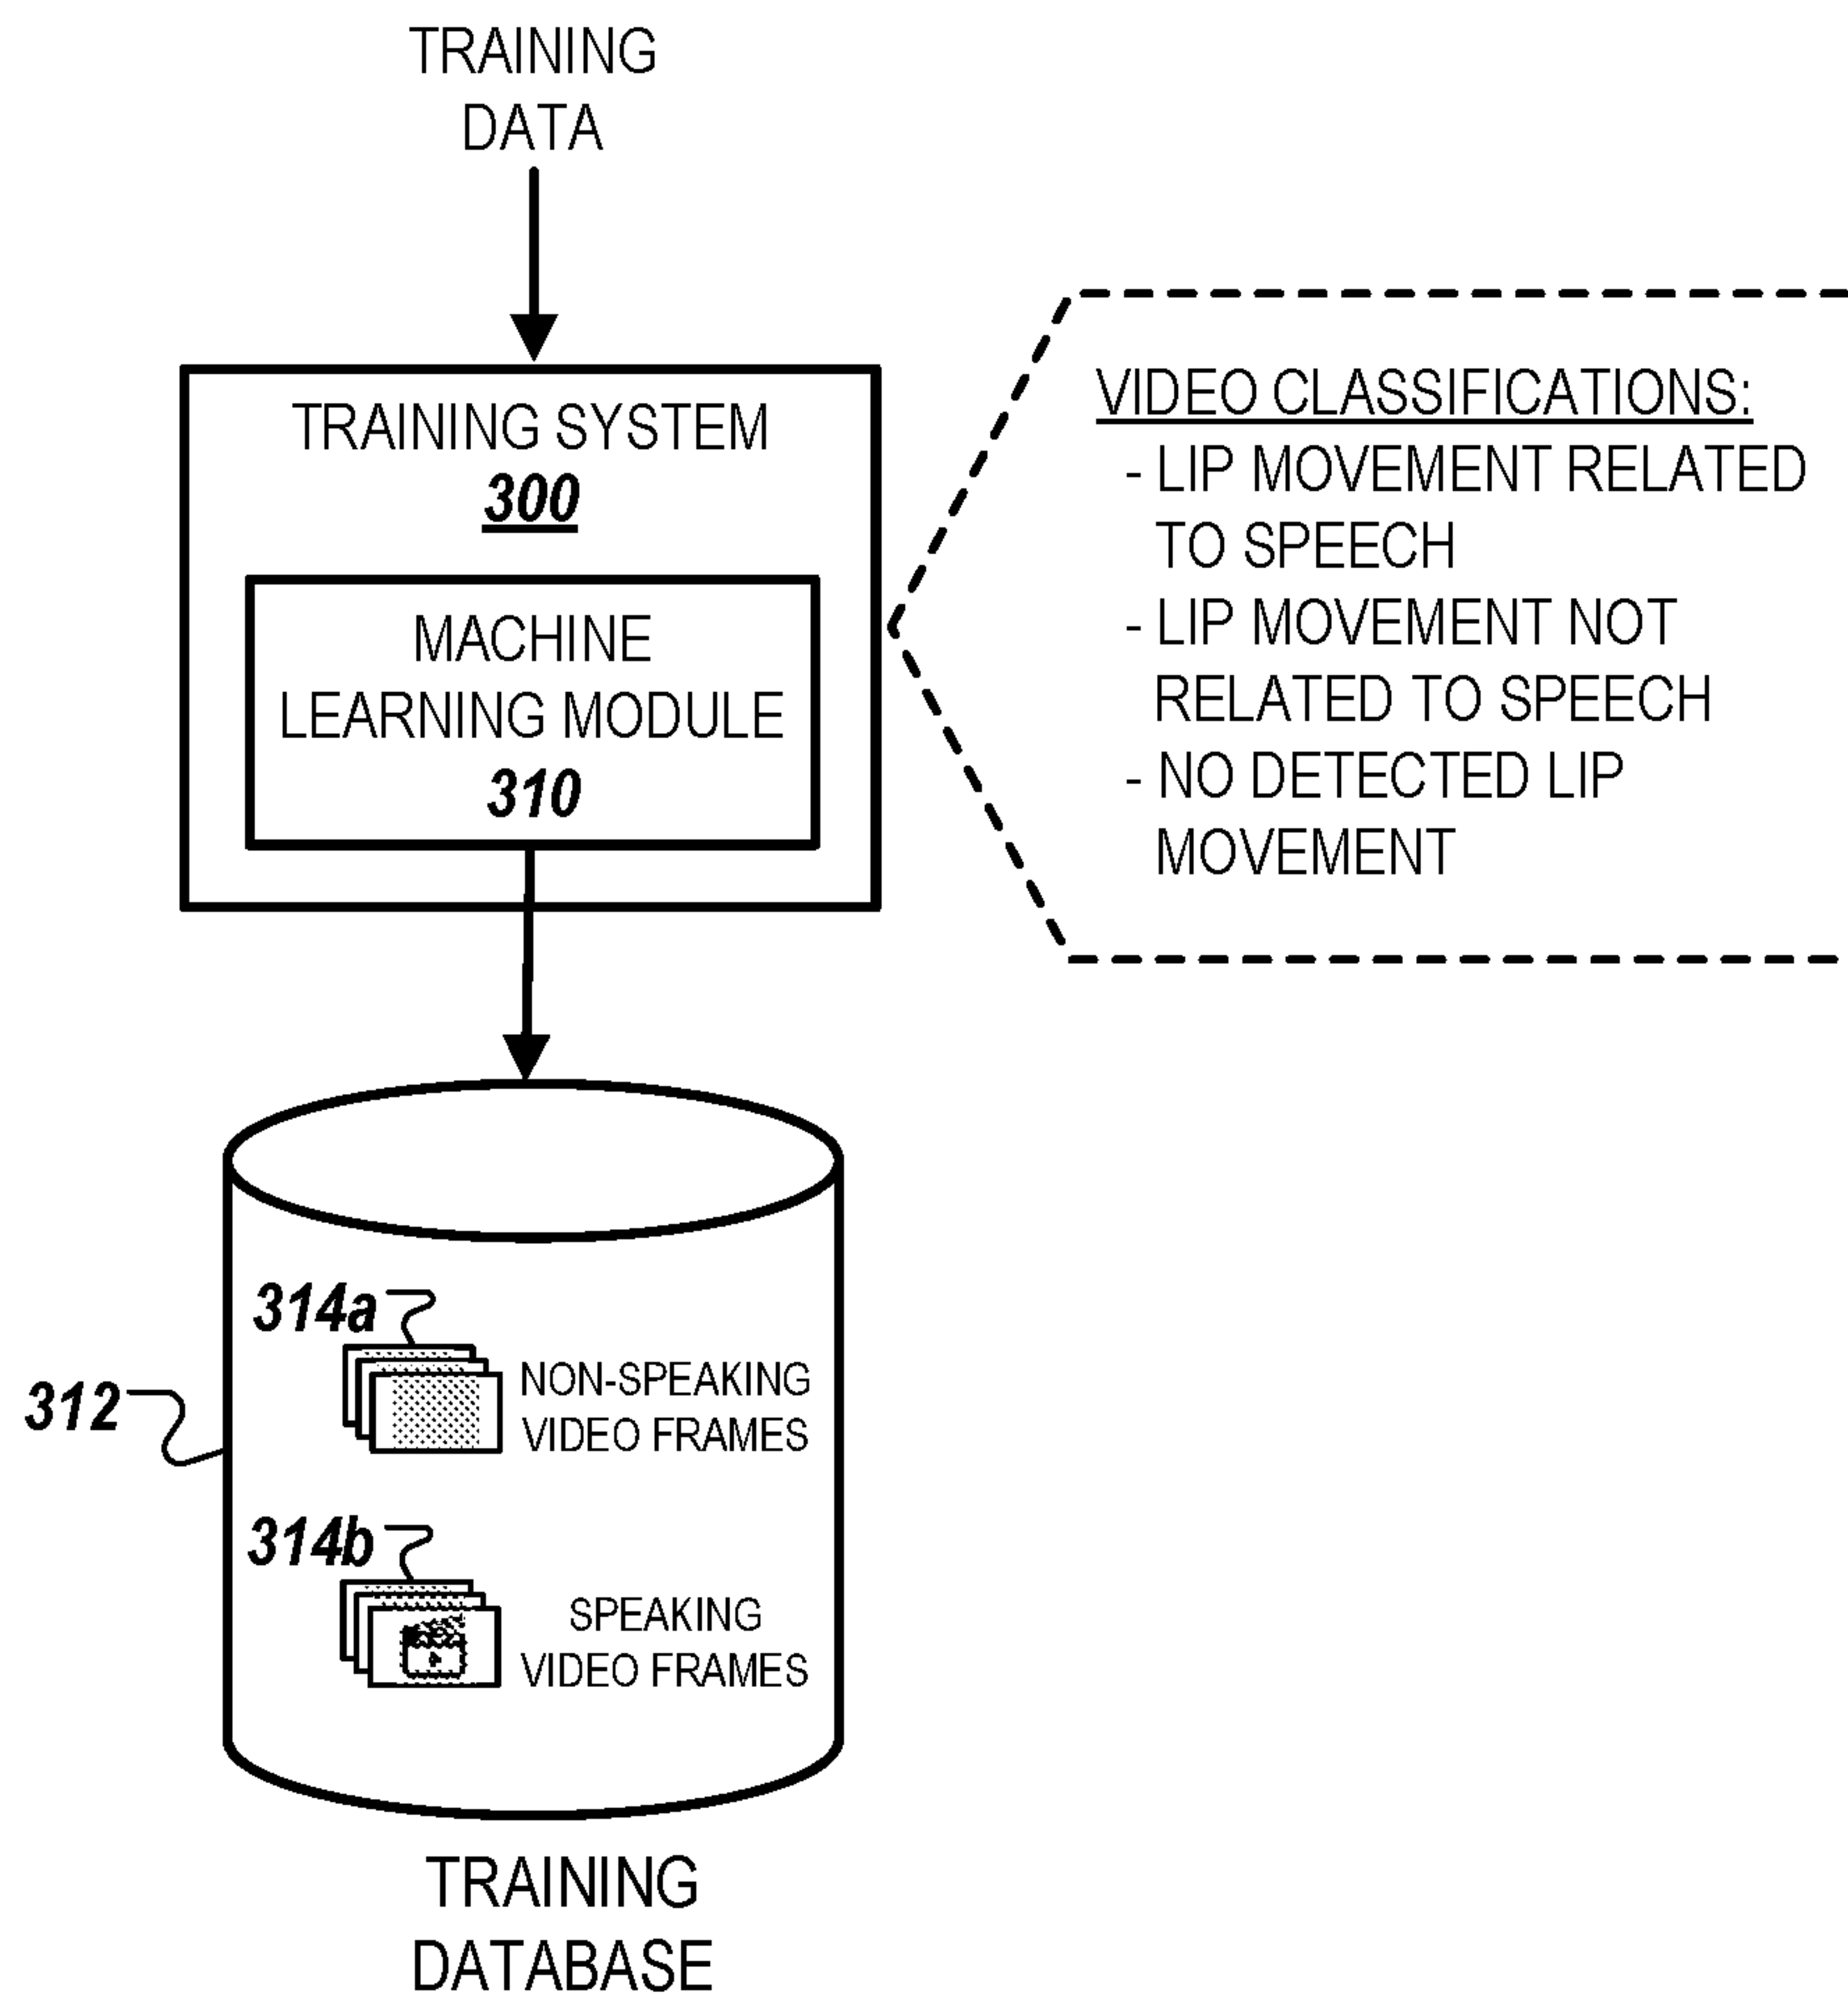 TRAINING
DATA
TRAINING SYSTEM
300
MACHINE
LEARNING MODULE
310
VIDEO CLASSIFICATIONS:
- LIP MOVEMENT RELATED
TO SPEECH
- LIP MOVEMENT NOT
RELATED TO SPEECH
- NO DETECTED LIP
MOVEMENT
314a
NON-SPEAKING
VIDEO FRAMES
312
314b
SPEAKING
VIDEO FRAMES
TRAINING
DATABASE